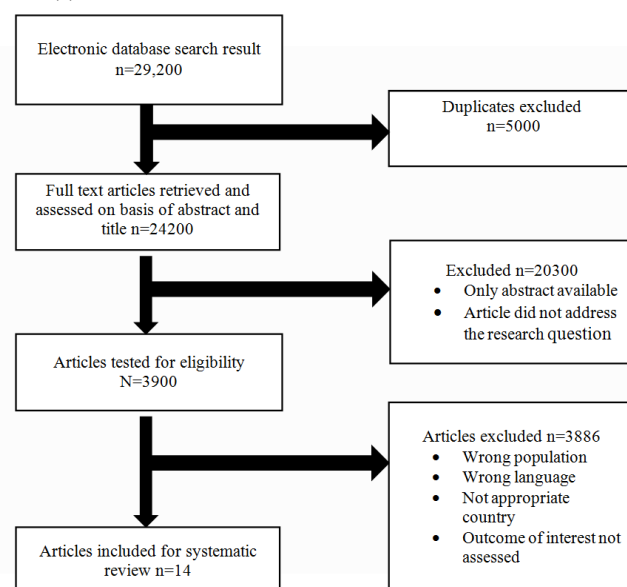 Electronic database search result
n=29,200
Duplicates excluded
n=5000
Full text articles retrieved and
assessed on basis of abstract and
title n=24200
Excluded n=20300
• Only abstract available
• Article did not address
the research question
Articles tested for eligibility
N=3900
Articles excluded n=3886
• Wrong population
• Wrong language
• Not appropriate
country
• Outcome of interest not
assessed
Articles included for systematic
review n=14